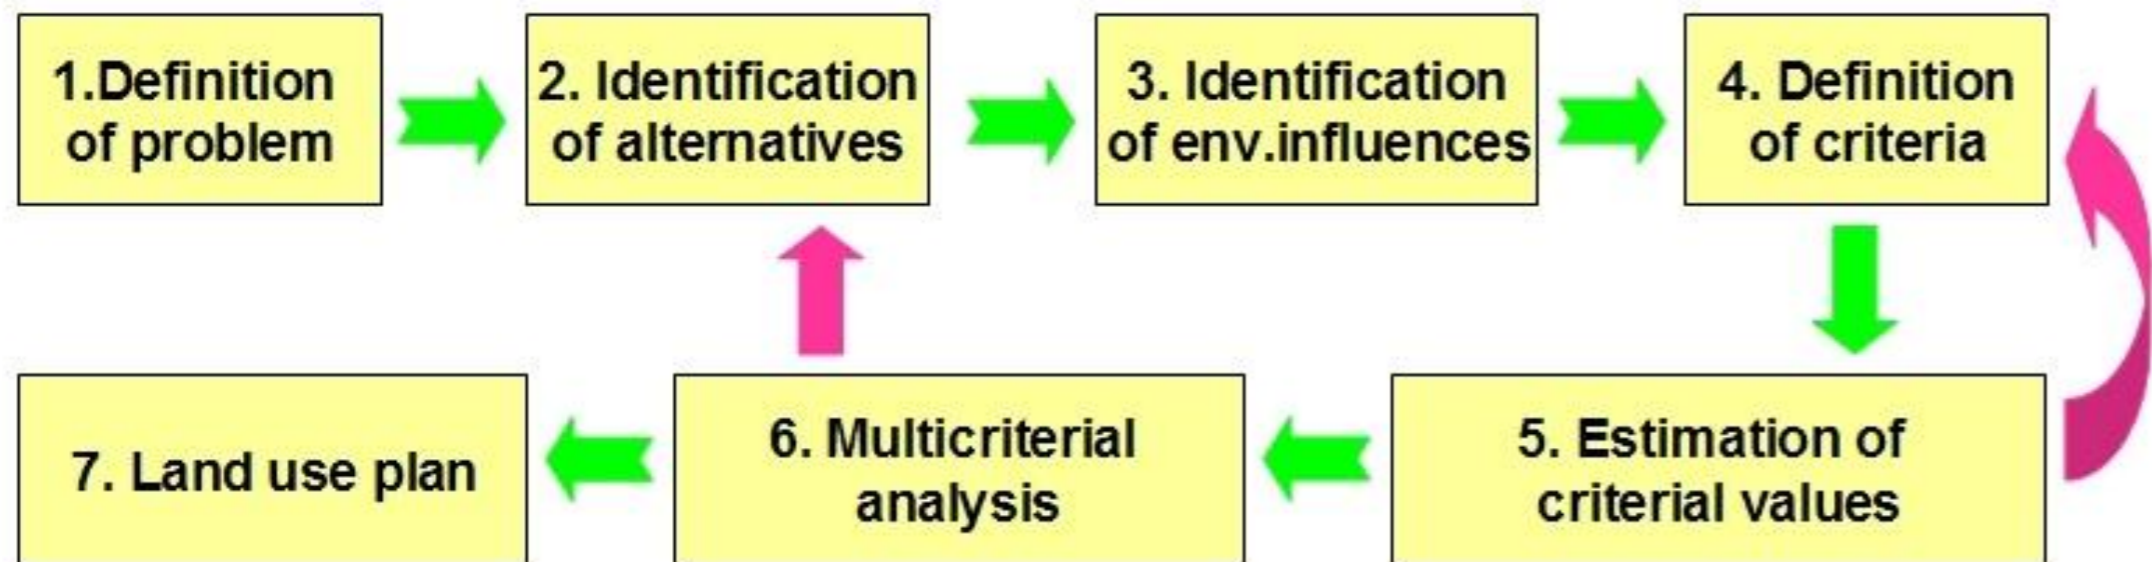 1.Definition
of problem
2. Identification
of alternatives
3. Identification
of env.influences
4. Definition
of criteria
5. Estimation of
criterial values
6. Multicriterial
analysis
7. Land use plan